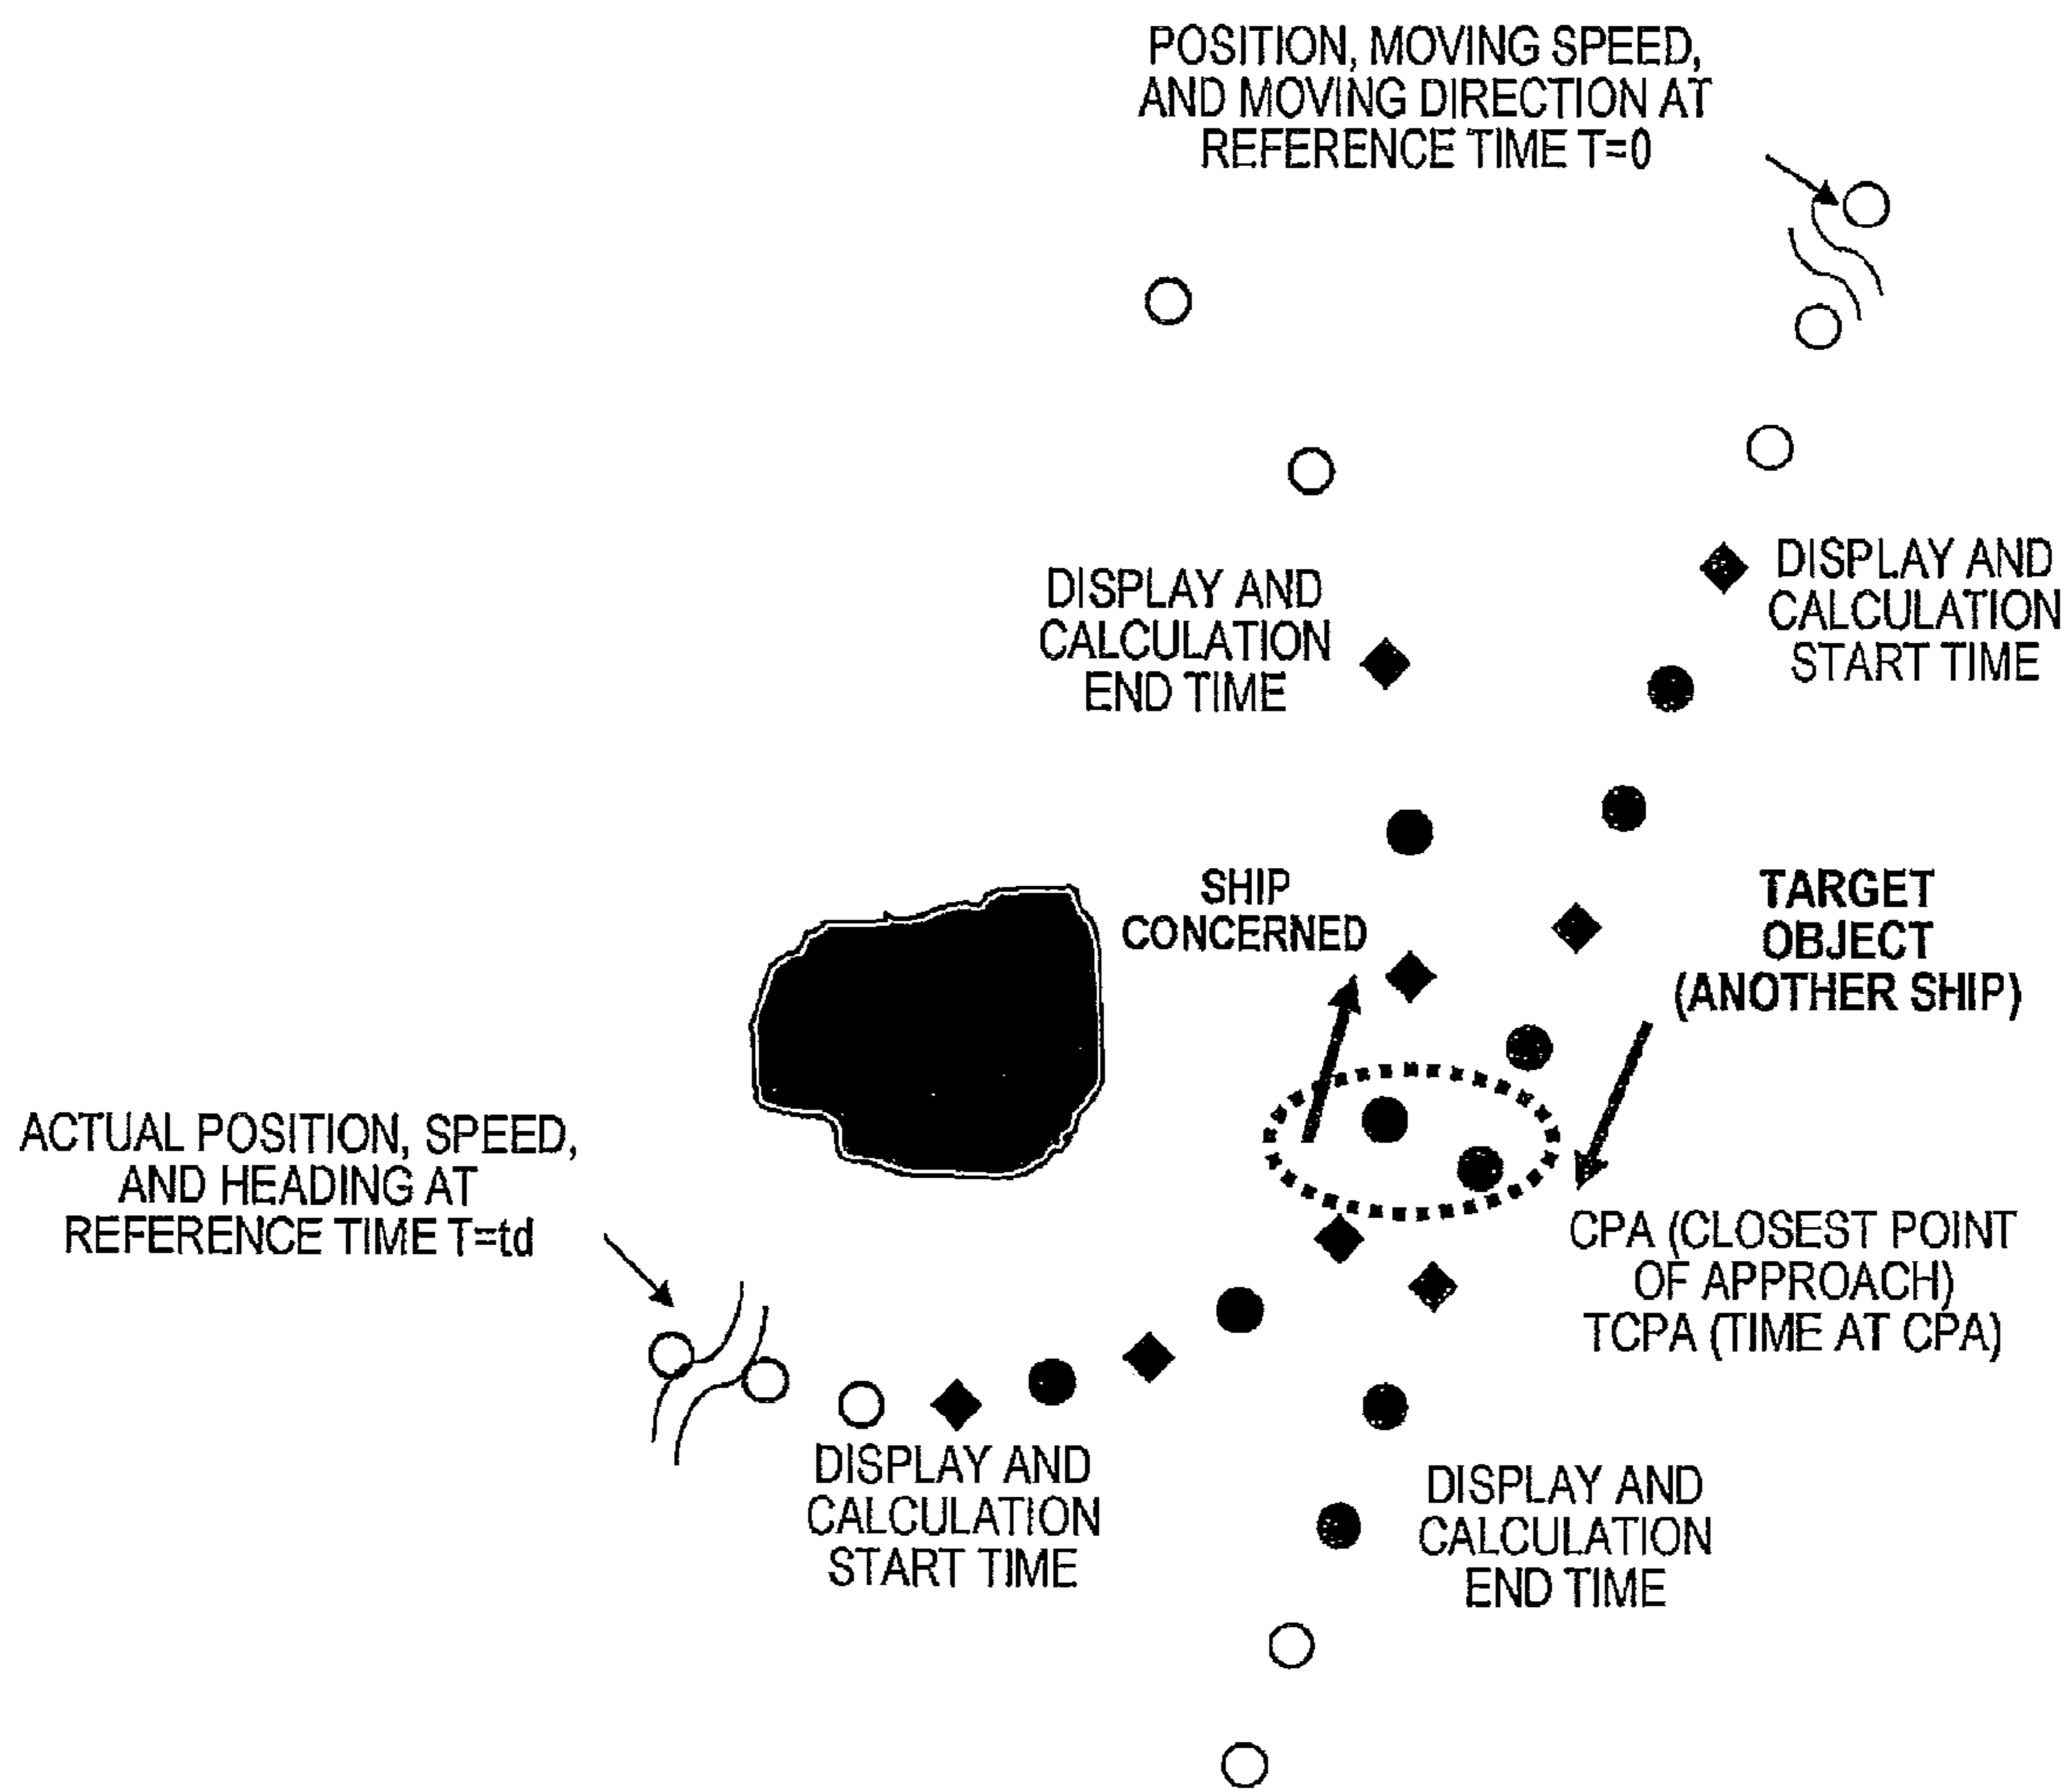 POSITION, MOVING SPEED,
AND MOVING DIRECTION AT
REFERENCE TIME T=0
DISPLAY AND
CALCULATION
START TIME
DISPLAY AND
CALCULATION
END TIME
SHIP
CONCERNED
TARGET
OBJECT
(ANOTHER SHIP)
ACTUAL POSITION, SPEED,
AND HEADING AT
REFERENCE TIME T=td
CPA (CLOSEST POINT
OF APPROACH)
TCPA (TIME AT CPA)
DISPLAY AND
CALCULATION
START TIME
DISPLAY AND
CALCULATION
END TIME